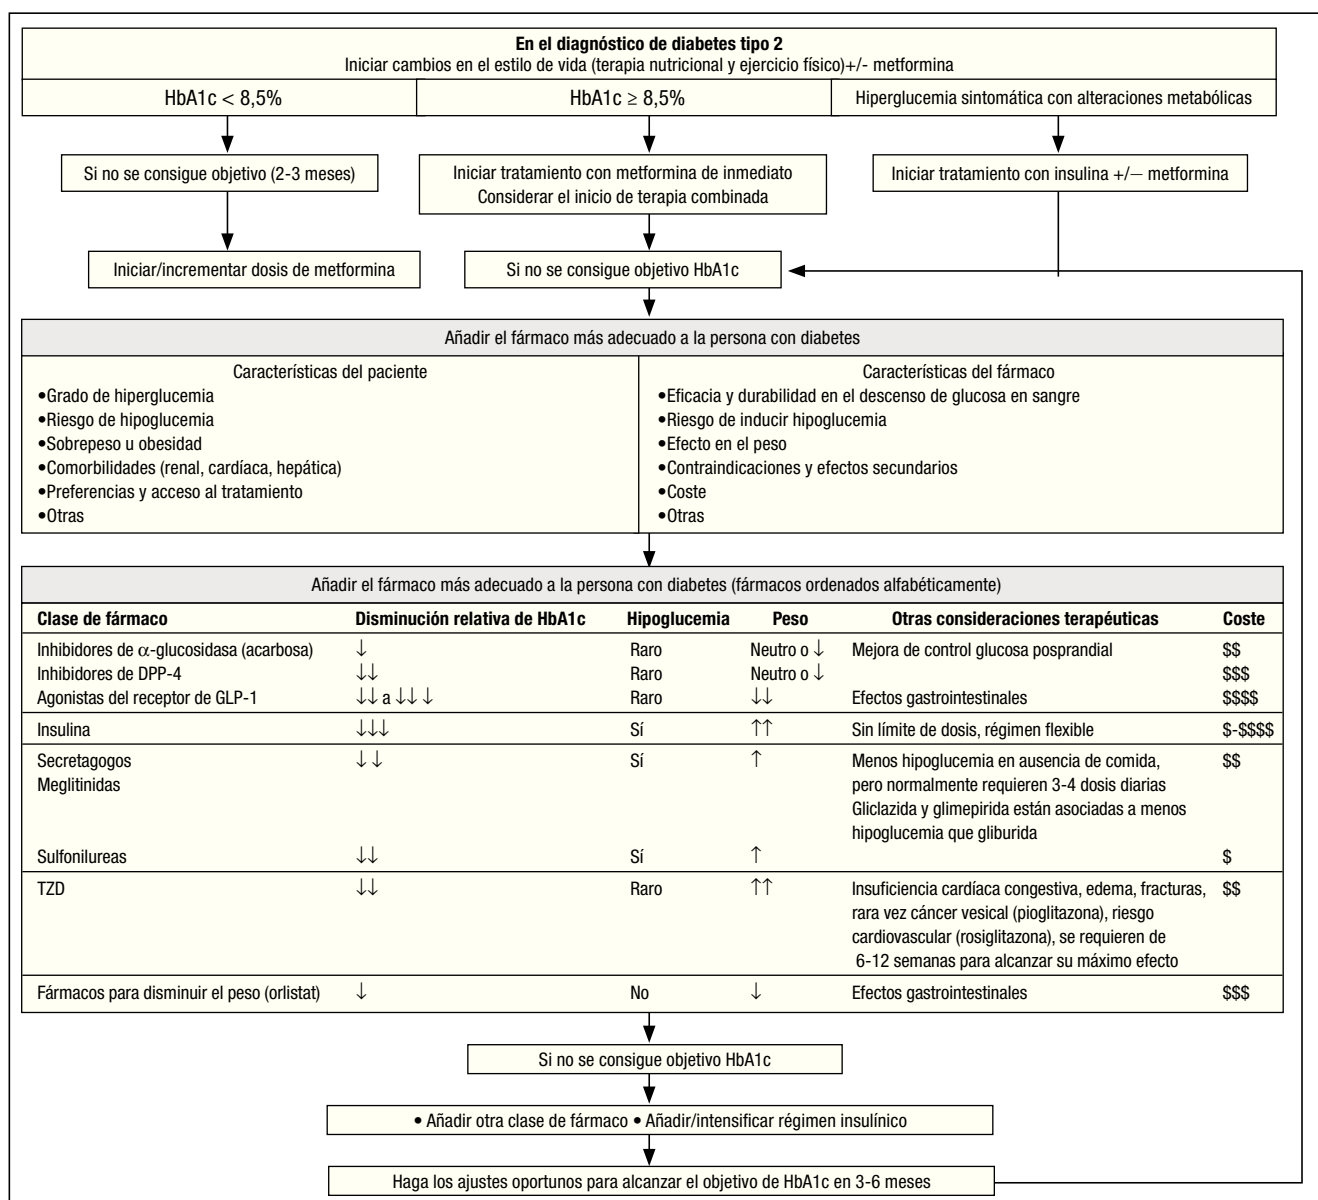 En el diagnóstico de diabetes tipo 2
Iniciar cambios en el estilo de vida (terapia nutricional y ejercicio físico)+/- metformina
HbA1c < 8,5%
HbA1c ≥ 8,5%
Hiperglucemia sintomática con alteraciones metabólicas
Si no se consigue objetivo (2-3 meses)
Iniciar tratamiento con metformina de inmediato
Considerar el inicio de terapia combinada
Iniciar tratamiento con insulina +/− metformina
Iniciar/incrementar dosis de metformina
Si no se consigue objetivo HbA1c
Añadir el fármaco más adecuado a la persona con diabetes
Características del paciente
•Grado de hiperglucemia
•Riesgo de hipoglucemia
•Sobrepeso u obesidad
•Comorbilidades (renal, cardíaca, hepática)
•Preferencias y acceso al tratamiento
•Otras
Características del fármaco
•Eficacia y durabilidad en el descenso de glucosa en sangre
•Riesgo de inducir hipoglucemia
•Efecto en el peso
•Contraindicaciones y efectos secundarios
•Coste
•Otras
Añadir el fármaco más adecuado a la persona con diabetes (fármacos ordenados alfabéticamente)
Clase de fármaco Disminución relativa de HbA1c Hipoglucemia Peso Otras consideraciones terapéuticas Coste
Inhibidores de α-glucosidasa (acarbosa) ↓ Raro Neutro o ↓ Mejora de control glucosa posprandial $$
Inhibidores de DPP-4 ↓↓ Raro Neutro o ↓ $$$
Agonistas del receptor de GLP-1 ↓↓ a ↓↓ ↓ Raro ↓↓ Efectos gastrointestinales $$$$
Insulina ↓↓↓ Sí ↑↑ Sin límite de dosis, régimen flexible $-$$$$
Secretagogos ↓ ↓ Sí ↑ Menos hipoglucemia en ausencia de comida, $$
Meglitinidas pero normalmente requieren 3-4 dosis diarias
Gliclazida y glimepirida están asociadas a menos
hipoglucemia que gliburida
Sulfonilureas ↓↓ Sí ↑ $
TZD ↓↓ Raro ↑↑ Insuficiencia cardíaca congestiva, edema, fracturas, $$
rara vez cáncer vesical (pioglitazona), riesgo
cardiovascular (rosiglitazona), se requieren de
6-12 semanas para alcanzar su máximo efecto
Fármacos para disminuir el peso (orlistat) ↓ No ↓ Efectos gastrointestinales $$$
Si no se consigue objetivo HbA1c
• Añadir otra clase de fármaco • Añadir/intensificar régimen insulínico
Haga los ajustes oportunos para alcanzar el objetivo de HbA1c en 3-6 meses